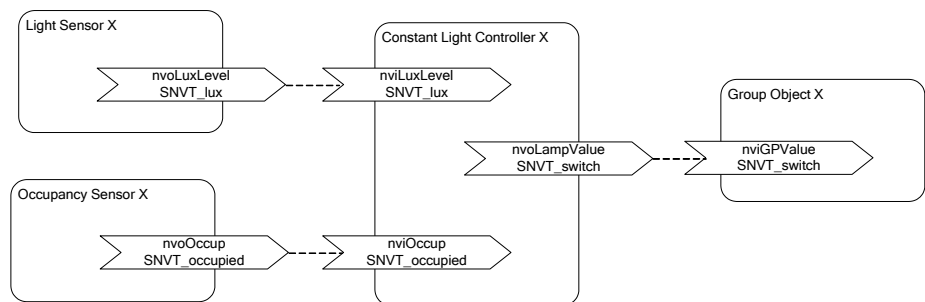 Light Sensor X
nvoLuxLevel
SNVT_lux
Constant Light Controller X
nviLuxLevel
SNVT_lux
Group Object X
nvoLampValue
SNVT_switch
nviGPValue
SNVT_switch
Occupancy Sensor X
nvoOccup
SNVT_occupied
nviOccup
SNVT_occupied